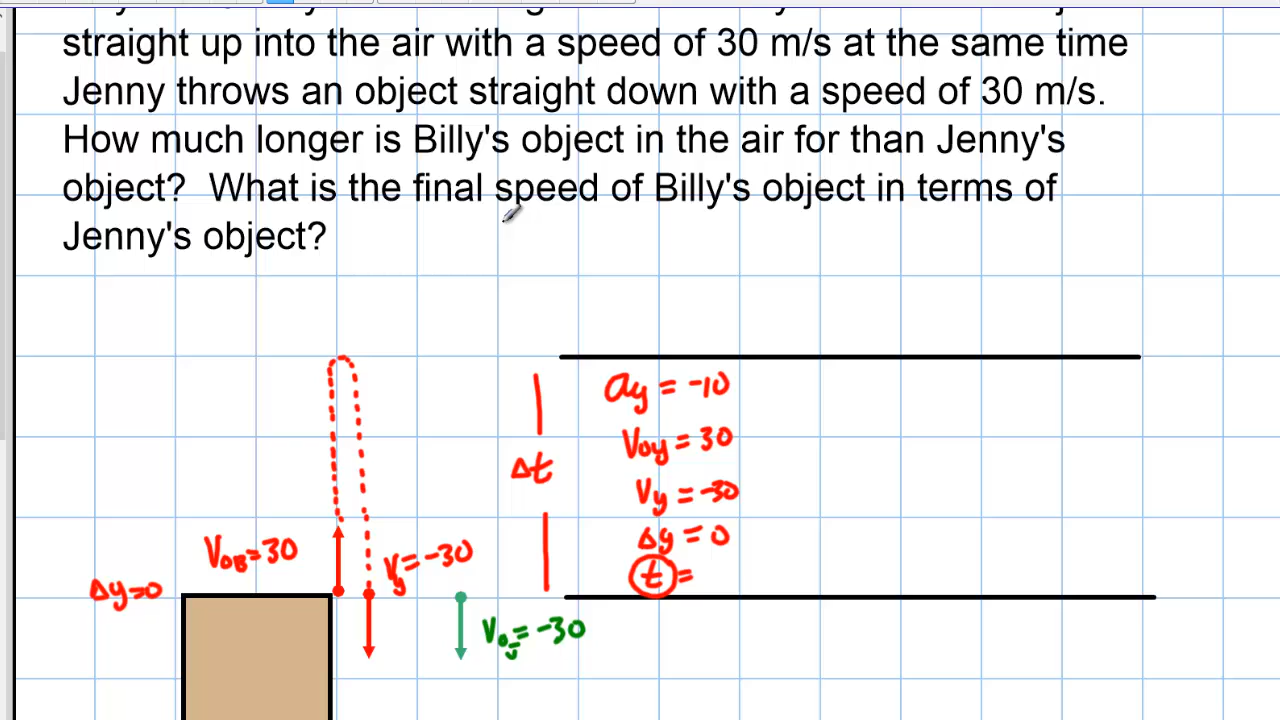 straight up into the air with a speed of 30 m/s at the same time
Jenny throws an object straight down with a speed of 30 m/s.
How much longer is Billy's object in the air for than Jenny's
object? What is the final speed of Billy's object in terms of
Jenny's object?
ay = -10
Voy = 30
Δt
Vy = -30
Δy = 0
VoB = 30
Vy = -30
t =
Δy=0
Voj = -30